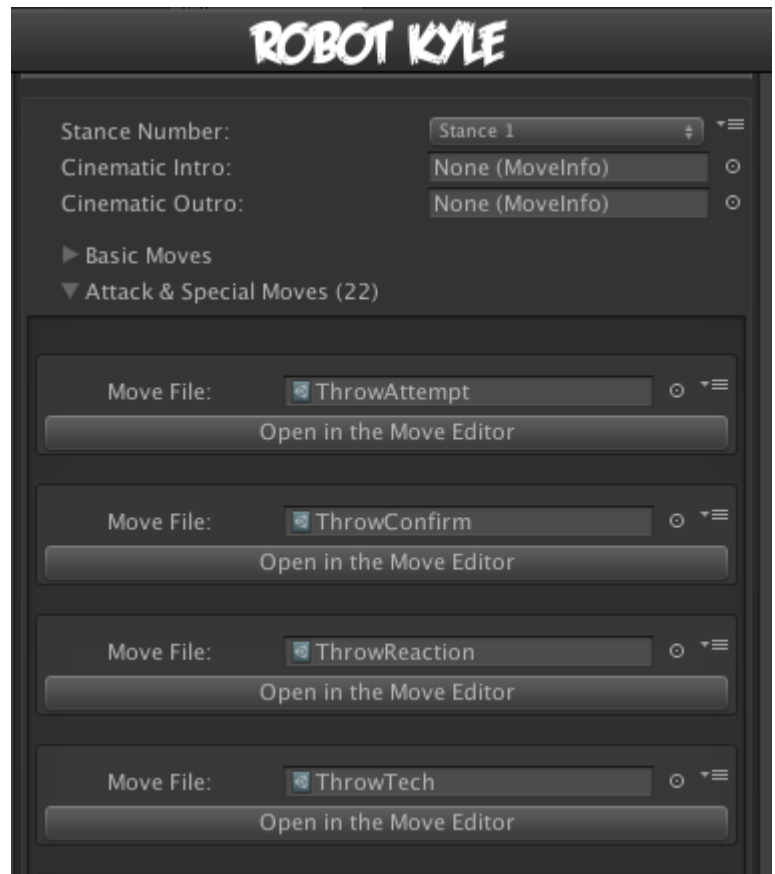 ROBOT KYLE
Stance Number: Stance 1
Cinematic Intro: None (MoveInfo)
Cinematic Outro: None (MoveInfo)
Basic Moves
Attack & Special Moves (22)
Move File: ThrowAttempt
Open in the Move Editor
Move File: ThrowConfirm
Open in the Move Editor
Move File: ThrowReaction
Open in the Move Editor
Move File: ThrowTech
Open in the Move Editor